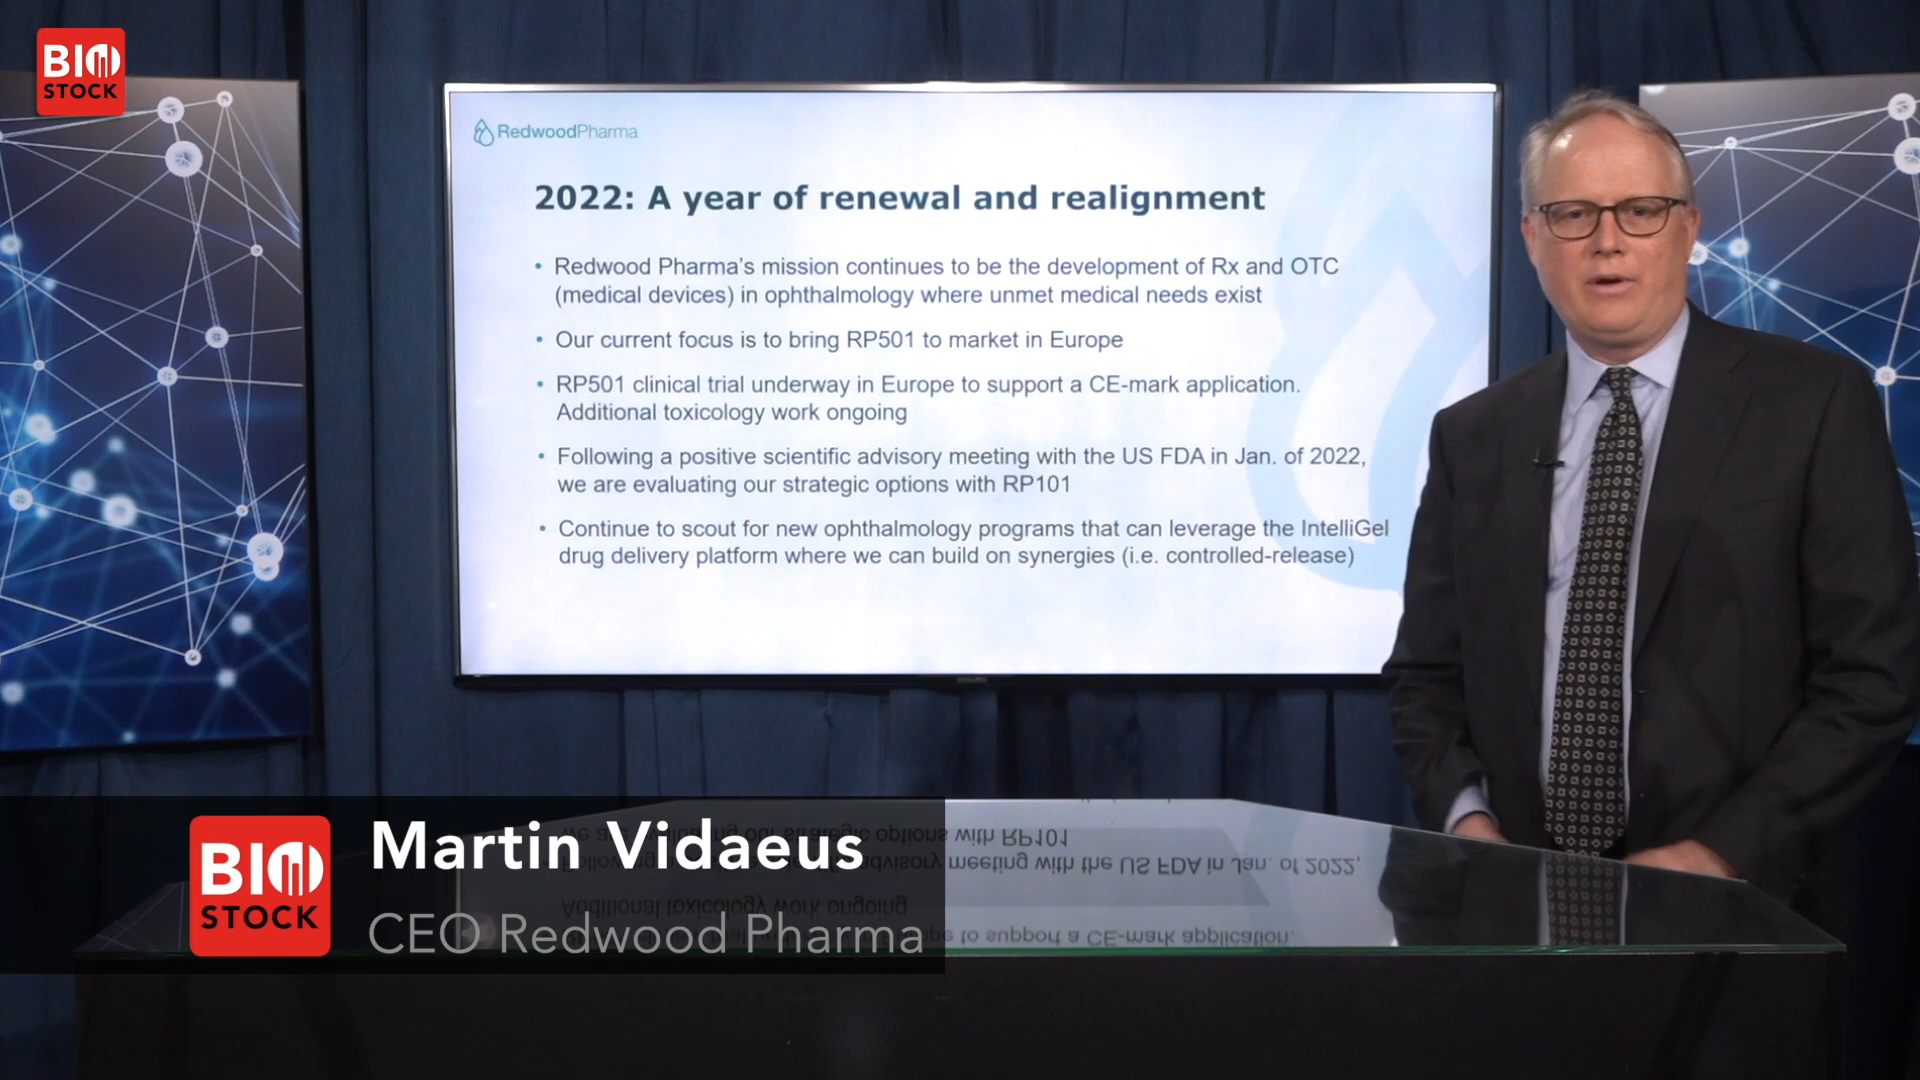 BIO
STOCK
RedwoodPharma
2022: A year of renewal and realignment
• Redwood Pharma's mission continues to be the development of Rx and OTC
(medical devices) in ophthalmology where unmet medical needs exist
• Our current focus is to bring RP501 to market in Europe
• RP501 clinical trial underway in Europe to support a CE-mark application.
Additional toxicology work ongoing
• Following a positive scientific advisory meeting with the US FDA in Jan. of 2022,
we are evaluating our strategic options with RP101
• Continue to scout for new ophthalmology programs that can leverage the IntelliGel
drug delivery platform where we can build on synergies (i.e. controlled-release)
BIO
STOCK
Martin Vidaeus
CEO Redwood Pharma